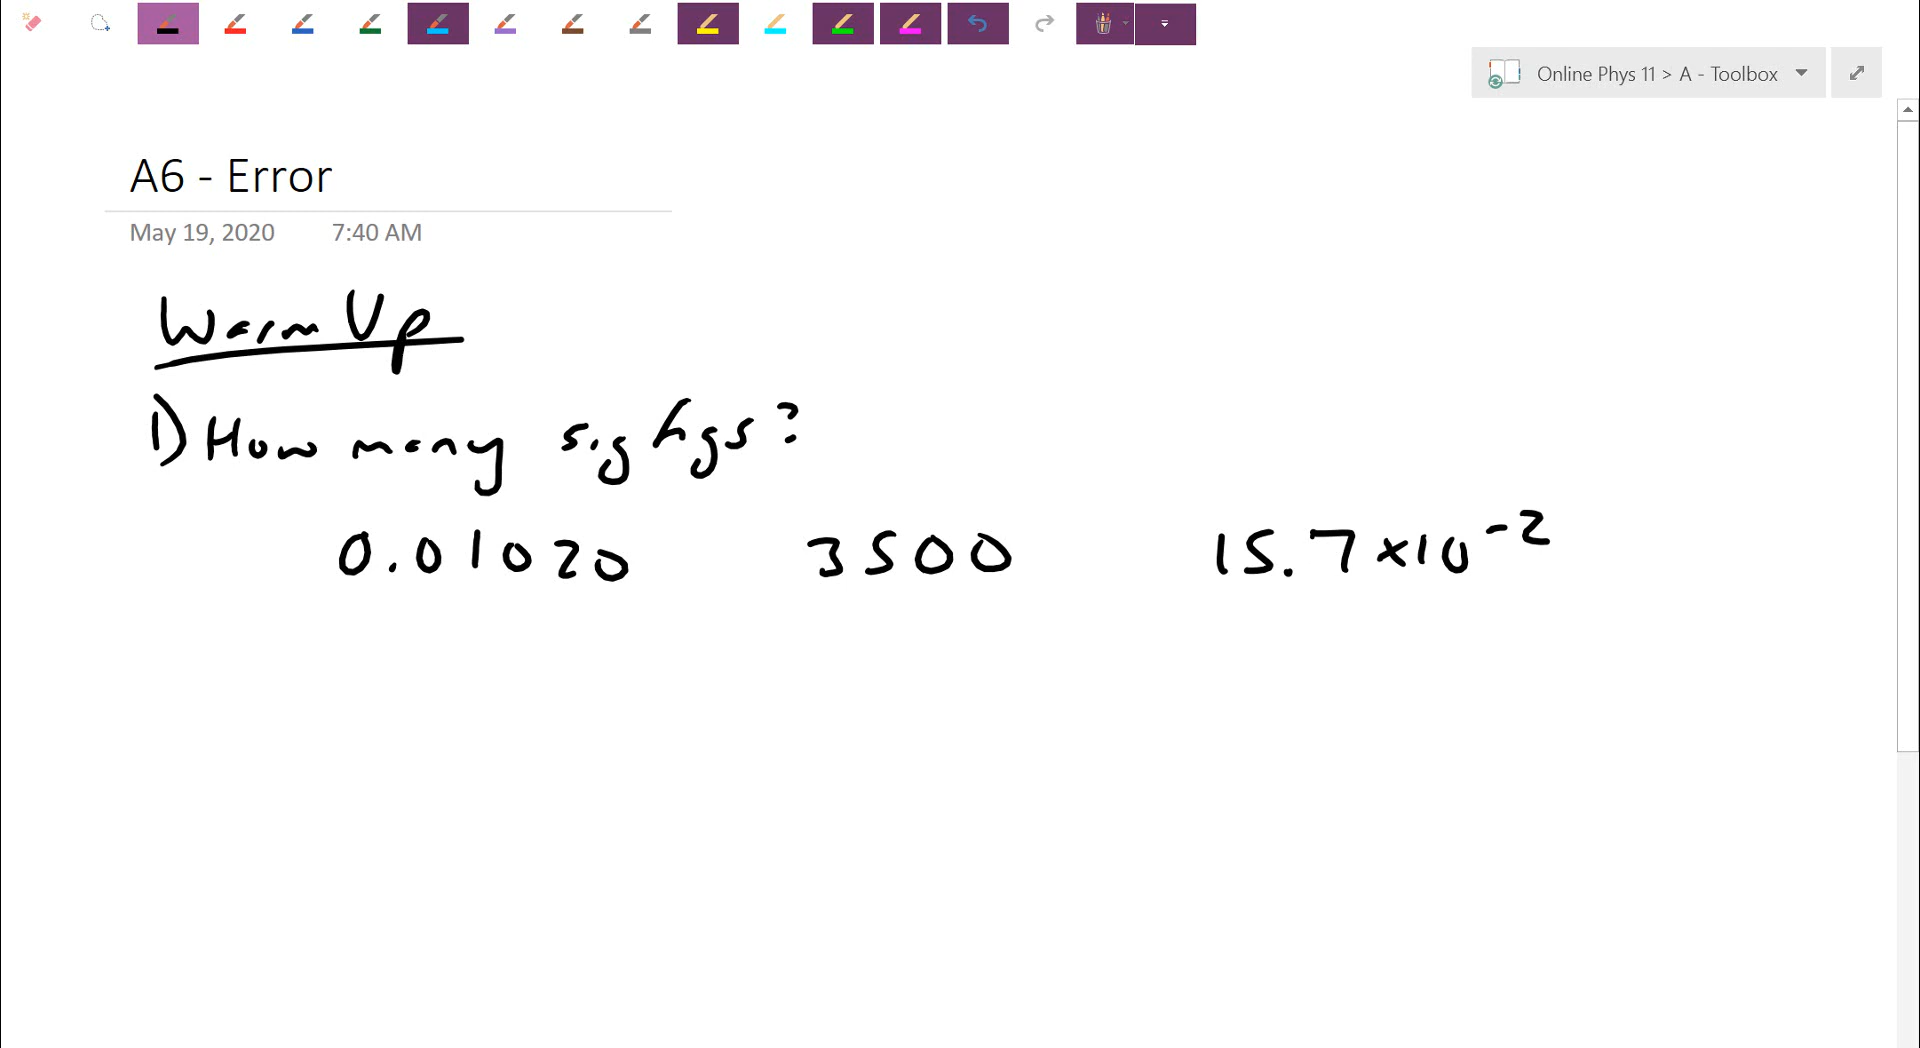 Online Phys 11 > A - Toolbox
A6 - Error
May 19, 2020 7:40 AM
Warm Up
1) How many sig figs?
0.01020 3500 15.7×10⁻²